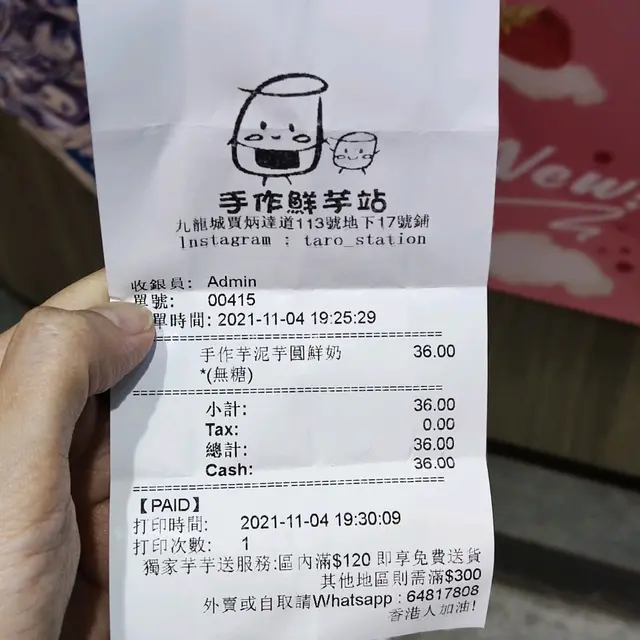 手作鮮芋站
九龍城賈炳達道113號地下17號鋪
Instagram : taro_station
收銀員: Admin
單號: 00415
單時間: 2021-11-04 19:25:29
手作芋泥芋圓鮮奶 36.00
*(無糖)
小計: 36.00
Tax: 0.00
總計: 36.00
Cash: 36.00
【PAID】
打印時間: 2021-11-04 19:30:09
打印次數: 1
獨家芋芋送服務:區內滿$120 即享免費送貨
其他地區則需滿$300
外賣或自取請Whatsapp : 64817808
香港人加油!
New!